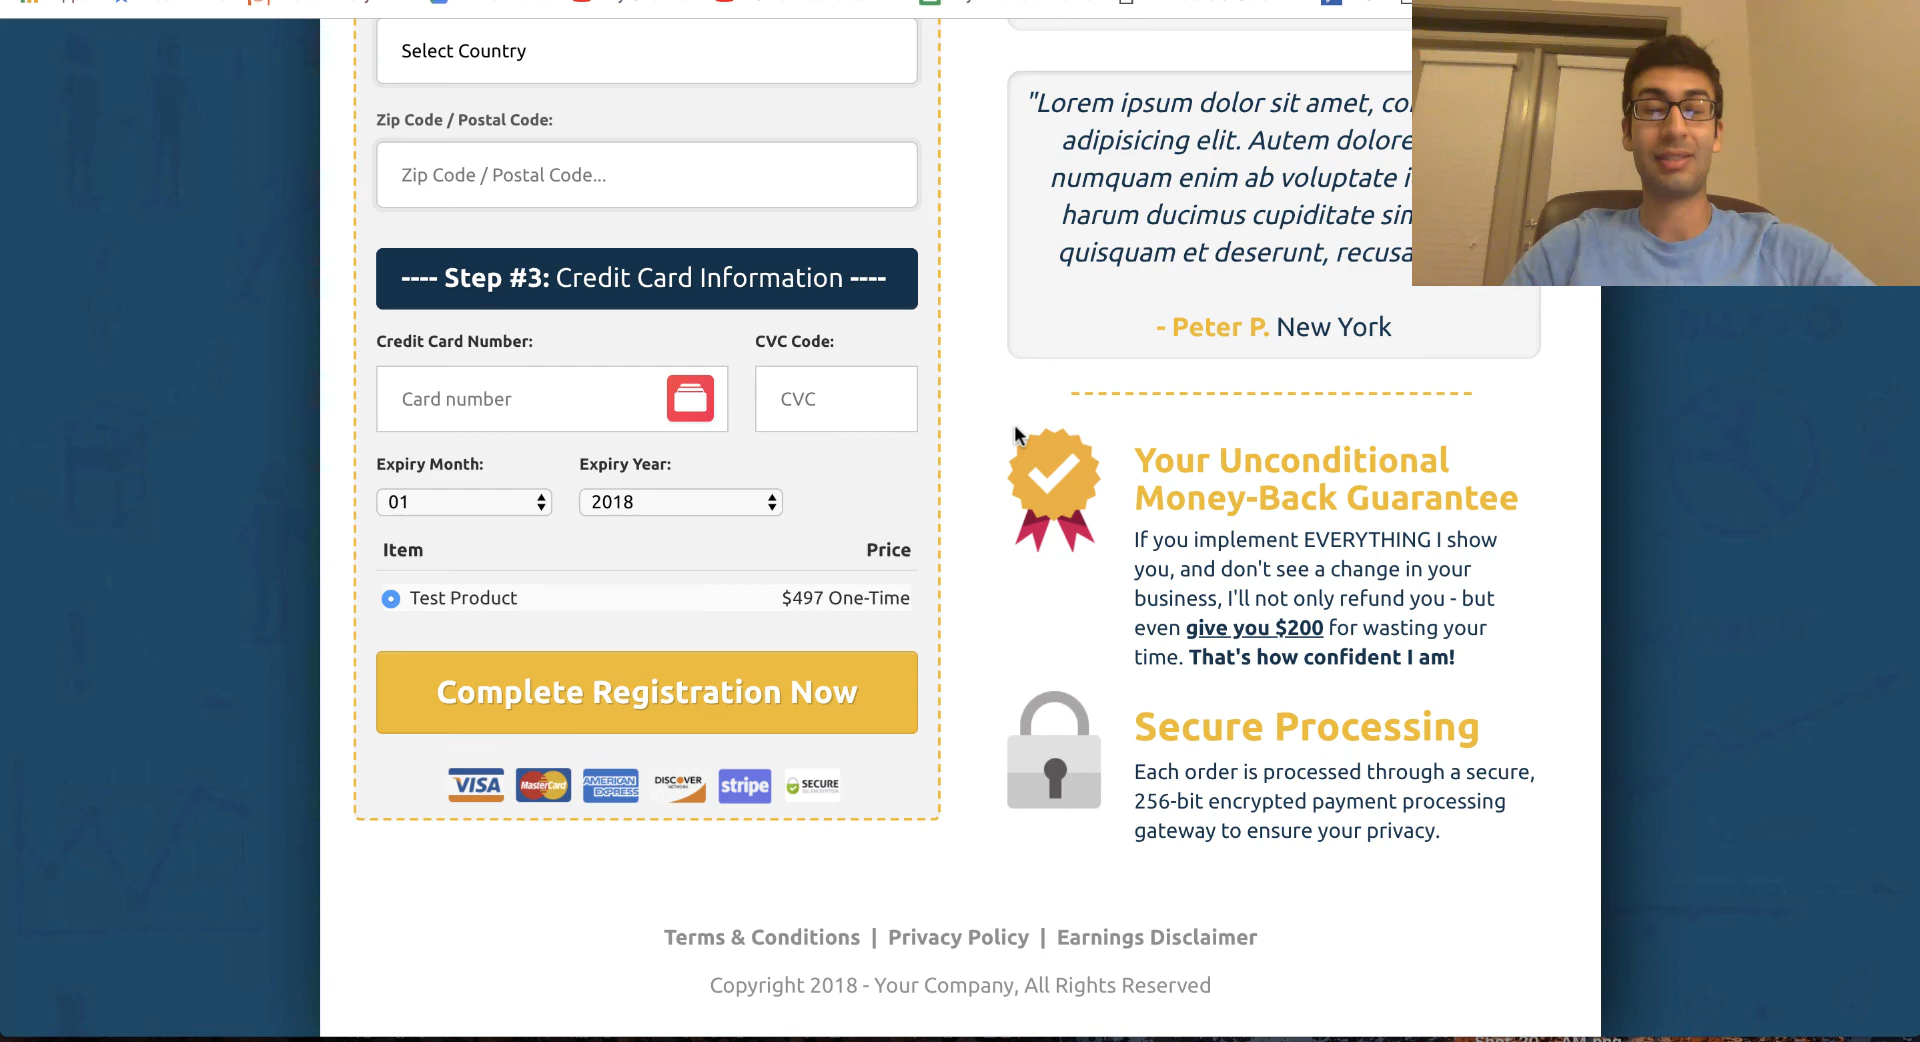 Select Country
Zip Code / Postal Code:
Zip Code / Postal Code...
---- Step #3: Credit Card Information ----
Credit Card Number:
CVC Code:
Card number
CVC
Expiry Month:
Expiry Year:
01
2018
Item
Price
Test Product
$497 One-Time
Complete Registration Now
VISA
MasterCard
AMERICAN EXPRESS
DISCOVER
NETWORK
stripe
SECURE
"Lorem ipsum dolor sit amet,
adipisicing elit. Autem dolore
numquam enim ab voluptate
harum ducimus cupiditate
quisquam et deserunt,
- Peter P. New York
Your Unconditional
Money-Back Guarantee
If you implement EVERYTHING I show
you, and don't see a change in your
business, I'll not only refund you - but
even give you $200 for wasting your
time. That's how confident I am!
Secure Processing
Each order is processed through a secure,
256-bit encrypted payment processing
gateway to ensure your privacy.
Terms & Conditions | Privacy Policy | Earnings Disclaimer
Copyright 2018 - Your Company, All Rights Reserved